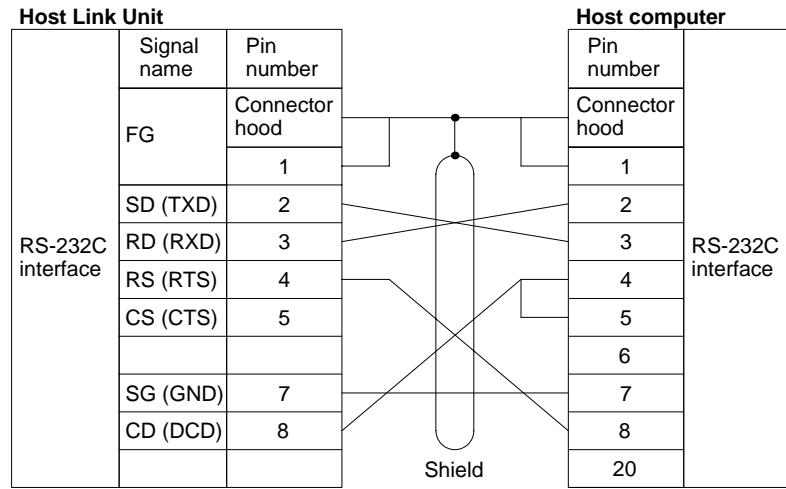 Host Link Unit
Host computer
Signal name
Pin number
Pin number
FG
Connector hood
Connector hood
1
1
SD (TXD) 2
2
RD (RXD) 3
3
RS-232C interface
RS-232C interface
RS (RTS) 4
4
CS (CTS) 5
5
6
SG (GND) 7
7
CD (DCD) 8
8
Shield
20